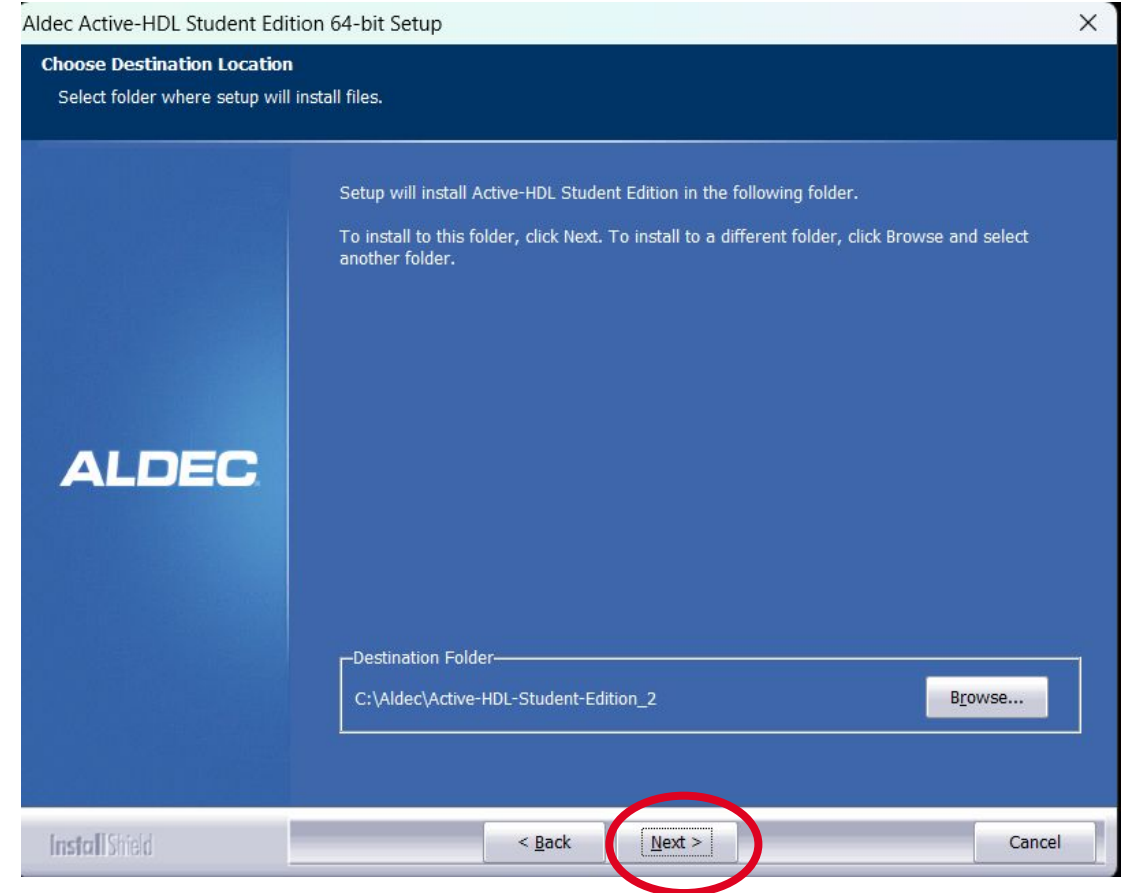 Aldec Active-HDL Student Edition 64-bit Setup
Choose Destination Location
Select folder where setup will install files.
Setup will install Active-HDL Student Edition in the following folder.
To install to this folder, click Next. To install to a different folder, click Browse and select
another folder.
ALDEC
Destination Folder
C:\Aldec\Active-HDL-Student-Edition_2
Browse...
InstallShield
< Back
Next >
Cancel